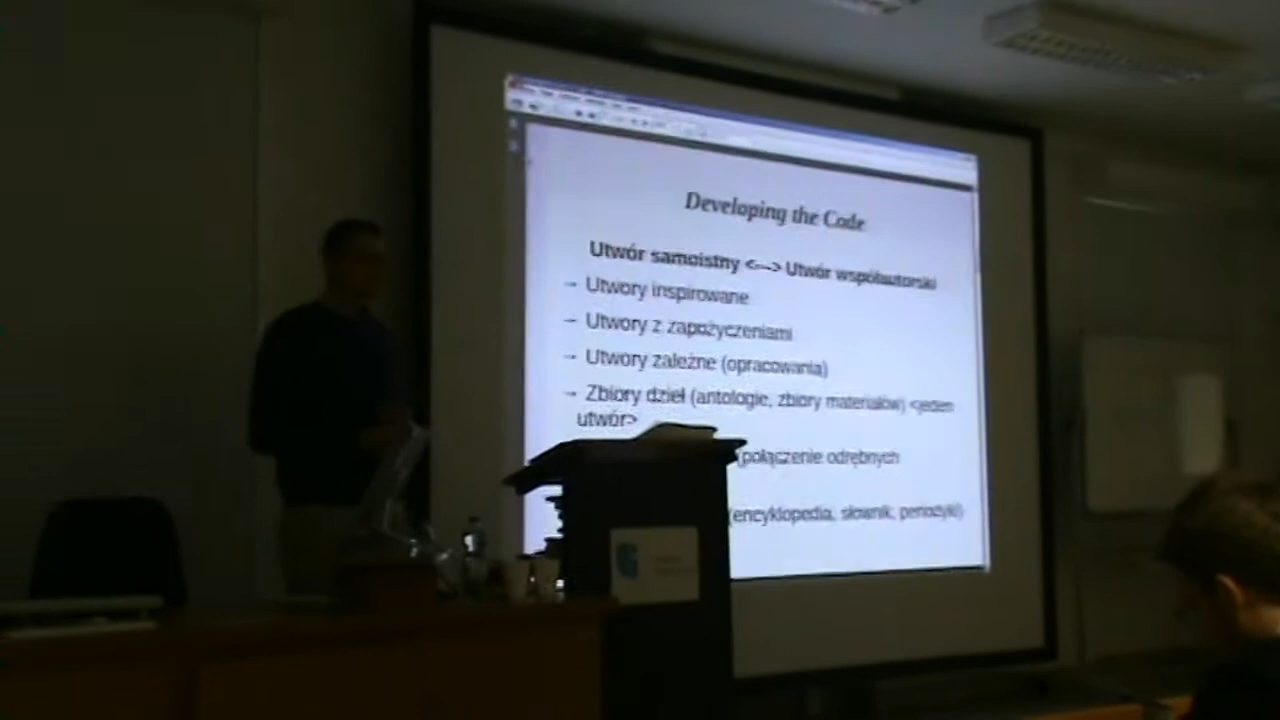 Developing the Code
Utwór samoistny <---> Utwór współautorski
→ Utwory inspirowane
→ Utwory z zapożyczeniami
→ Utwory zależne (opracowania)
→ Zbiory dzieł (antologie, zbiory materiałów) <jeden
utwór>
(połączenie odrębnych
(encyklopedia, słownik, periodyki)